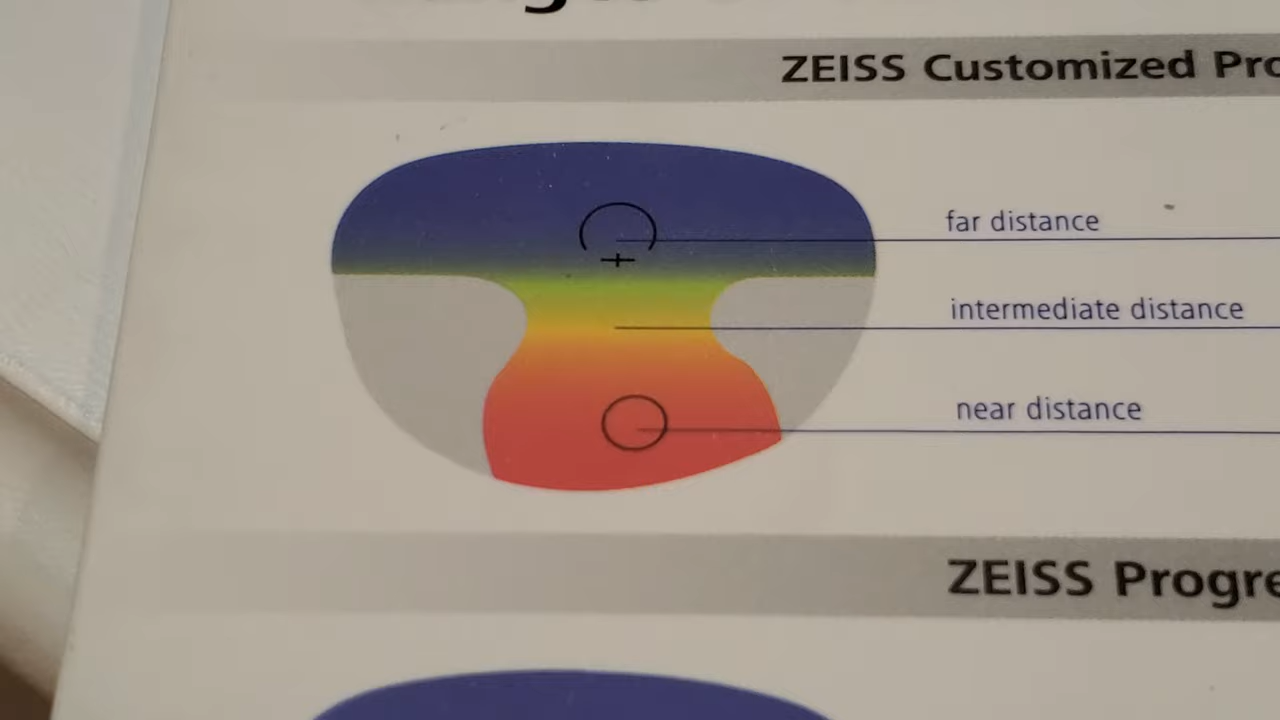 ZEISS Customized Pro
far distance
intermediate distance
near distance
ZEISS Progre